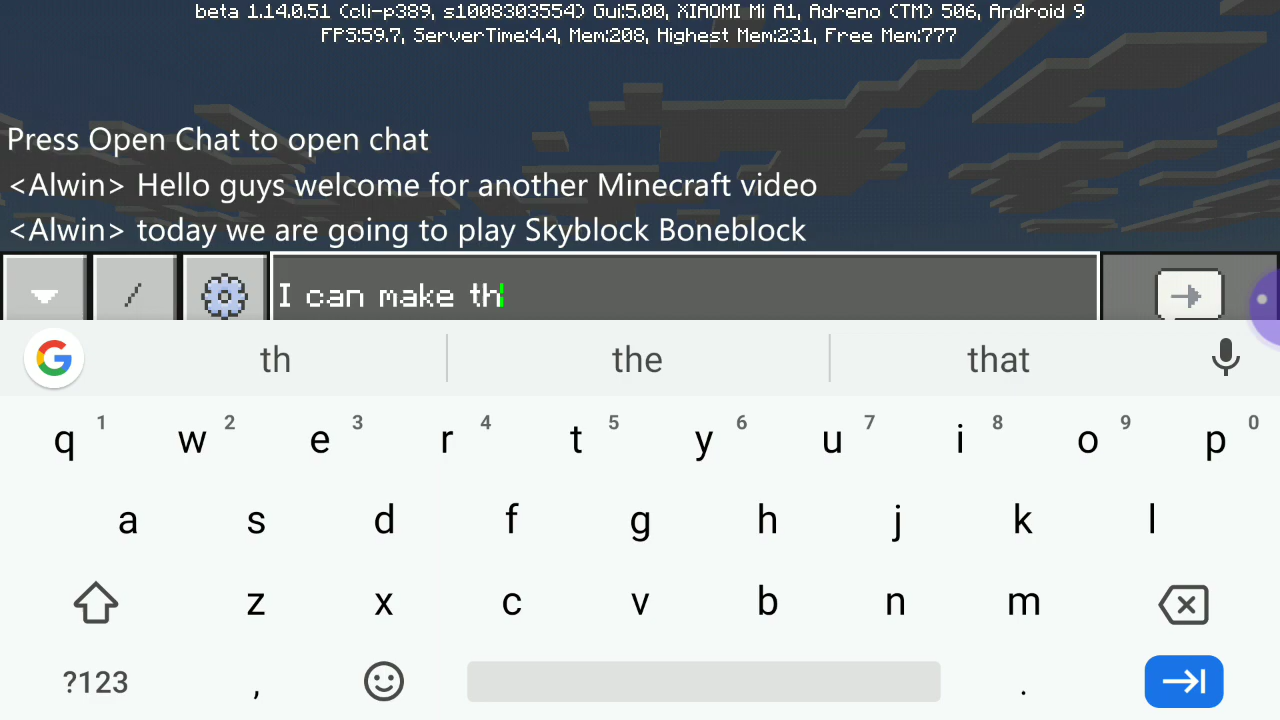 beta 1.14.0.51 (cli-p389, s1008303554) Gui:5.00, XIAOMI Mi A1, Adreno (TM) 506, Android 9
FPS:59.7, ServerTime:4.4, Mem:208, Highest Mem:231, Free Mem:777
Press Open Chat to open chat
<Alwin> Hello guys welcome for another Minecraft video
<Alwin> today we are going to play Skyblock Boneblock
/ I can make th
G th the that
q 1 w 2 e 3 r 4 t 5 y 6 u 7 i 8 o 9 p 0
a s d f g h j k l
z x c v b n m
?123 , .